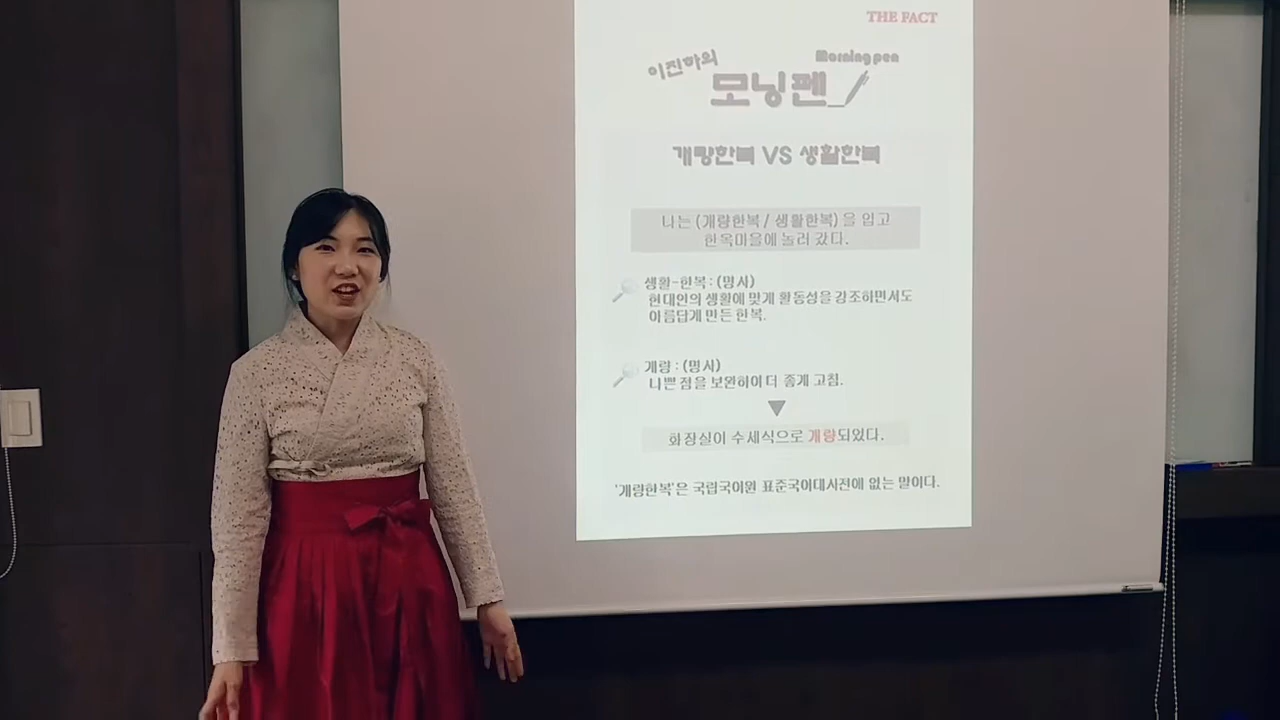 THE FACT
이진하의
Morning pen
모닝펜
개량한복 VS 생활한복
나는 (개량한복 / 생활한복) 을 입고
한옥마을에 놀러 갔다.
생활-한복 : (명사)
현대인의 생활에 맞게 활동성을 강조하면서도
아름답게 만든 한복.
개량 : (명사)
나쁜 점을 보완하여 더 좋게 고침.
화장실이 수세식으로 개량되었다.
'개량한복'은 국립국어원 표준국어대사전에 없는 말이다.